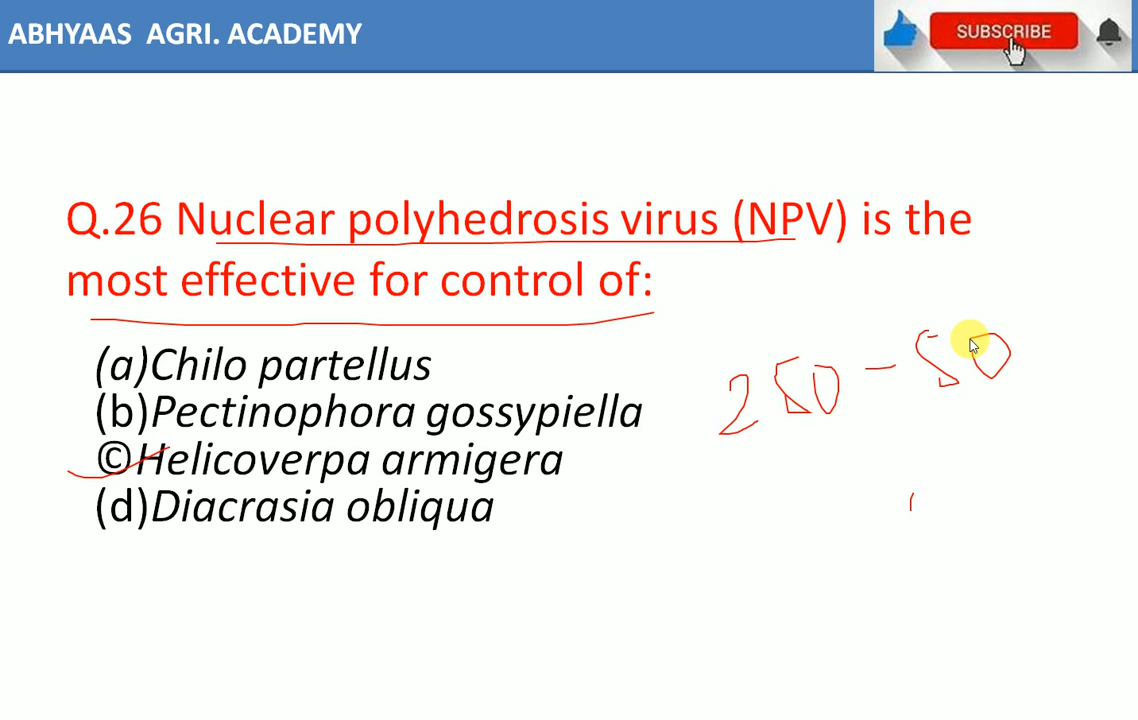 ABHYAAS AGRI. ACADEMY
SUBSCRIBE
Q.26 Nuclear polyhedrosis virus (NPV) is the
most effective for control of:
(a)Chilo partellus
(b)Pectinophora gossypiella
©Helicoverpa armigera
(d)Diacrasia obliqua
250 - 50